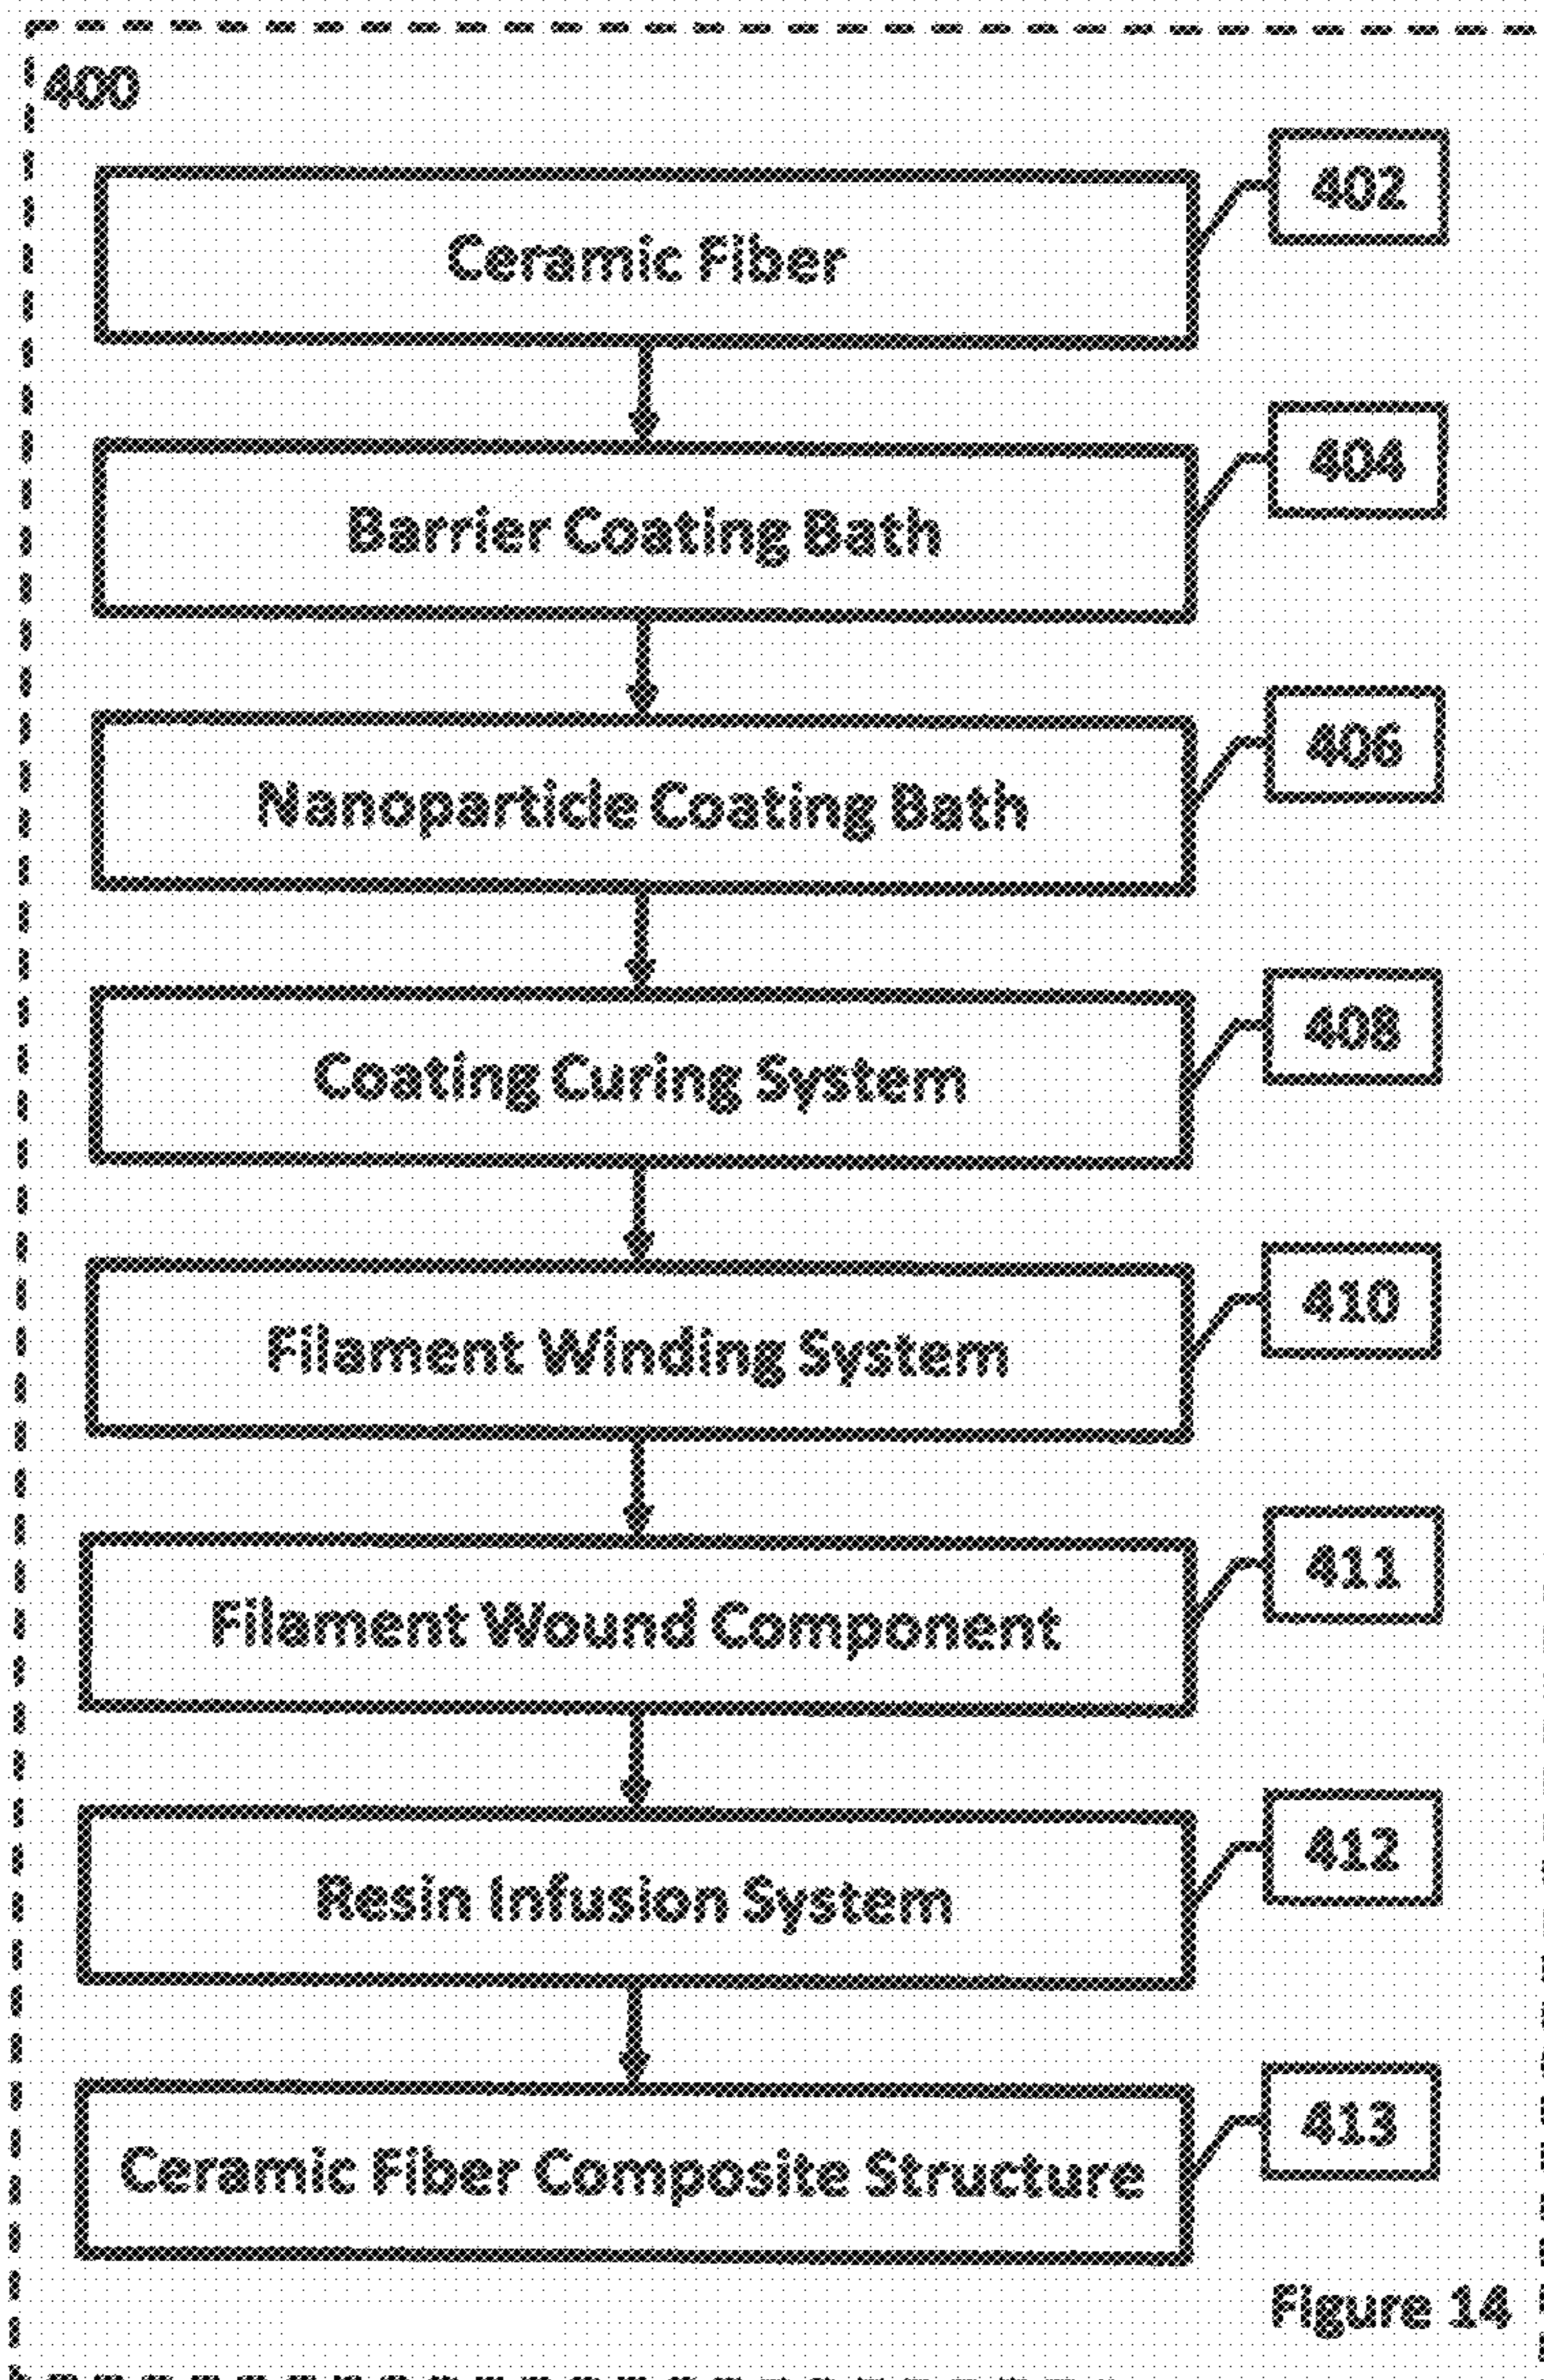 400
402
Ceramic Fiber
404
Barrier Coating Bath
406
Nanoparticle Coating Bath
408
Coating Curing System
410
Filament Winding System
411
Filament Wound Component
412
Resin Infusion System
413
Ceramic Fiber Composite Structure
Figure 14